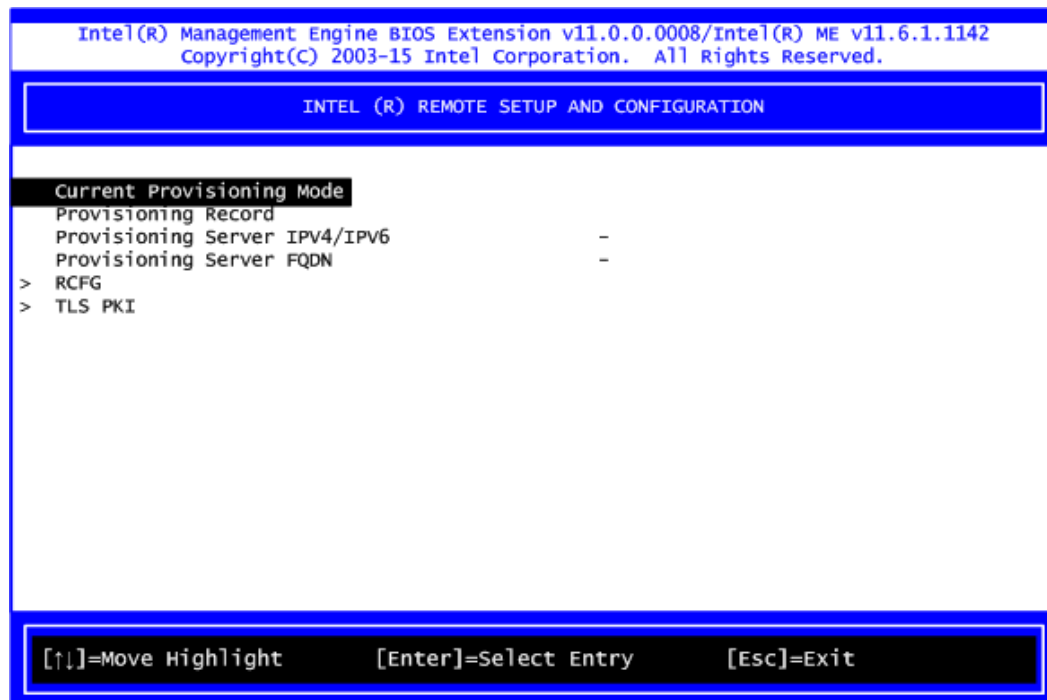 Intel(R) Management Engine BIOS Extension v11.0.0.0008/Intel(R) ME v11.6.1.1142
Copyright(C) 2003-15 Intel Corporation. All Rights Reserved.
INTEL (R) REMOTE SETUP AND CONFIGURATION
Current Provisioning Mode
Provisioning Record
Provisioning Server IPV4/IPV6 –
Provisioning Server FQDN –
> RCFG
> TLS PKI
[↑↓]=Move Highlight [Enter]=Select Entry [Esc]=Exit